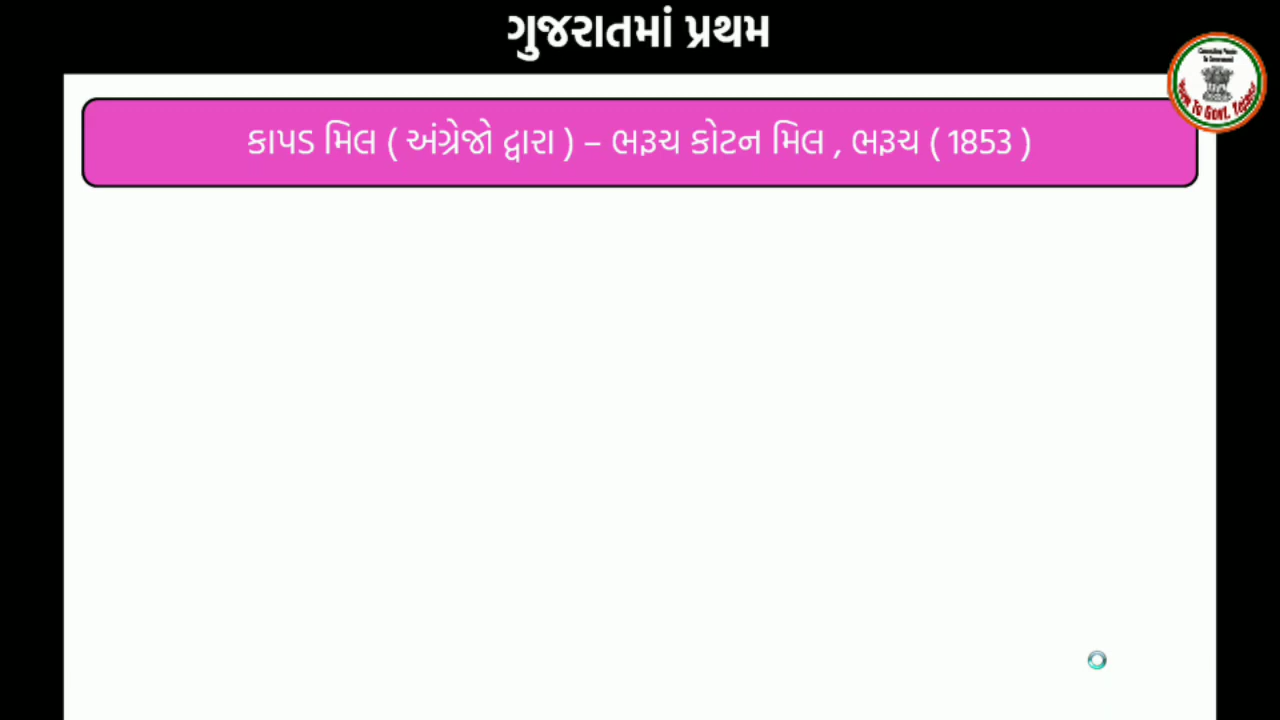 ગુજરાતમાં પ્રથમ
કાપડ મિલ ( અંગ્રેજો દ્વારા ) – ભરૂચ કોટન મિલ , ભરૂચ ( 1853 )